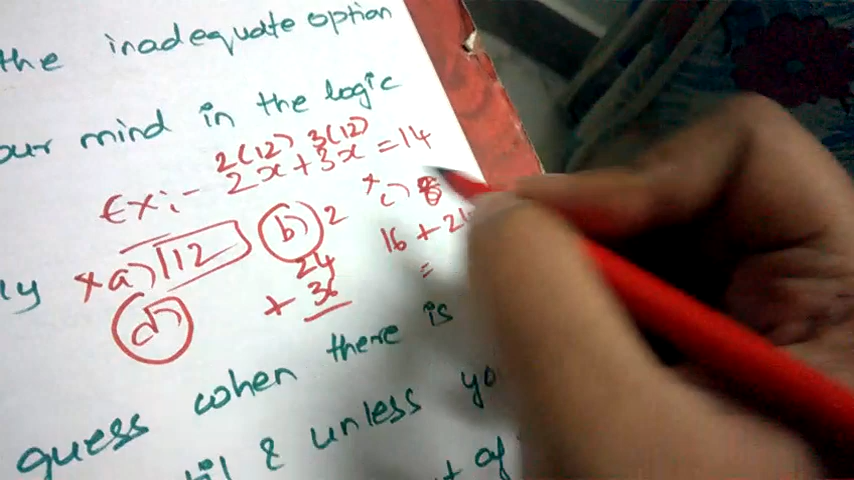 the inadequate option
our mind in the logic
2(12) 3(12)
Ex:- 2x + 3x = 14
ly x a) 12 b) 2 x c) 8
16 + 24
24 =
+ 36
d)
guess when there is
& unless yo
of